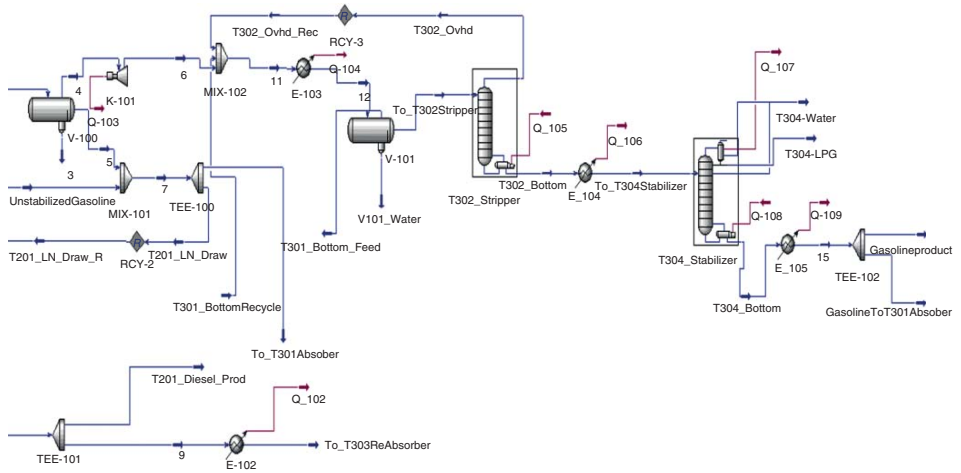 T302_Ovhd_Rec
RCY-3
T302_Ovhd
Q_107
4
K-101
6
MIX-102
11
E-103
Q-104
12
To_T302Stripper
Q-103
V-100
Q_105
Q_106
T304-Water
T304-LPG
3
5
V-101
UnstabilizedGasoline
MIX-101
7
TEE-100
V101_Water
T302_Stripper
T302_Bottom
E_104
To_T304Stabilizer
Q-108
Q-109
T201_LN_Draw_R
RCY-2
T201_LN_Draw
T301_Bottom_Feed
T304_Stabilizer
E_105
15
TEE-102
Gasolineproduct
T301_BottomRecycle
T304_Bottom
GasolineToT301Absober
To_T301Absober
T201_Diesel_Prod
Q_102
TEE-101
9
E-102
To_T303ReAbsorber
R
R